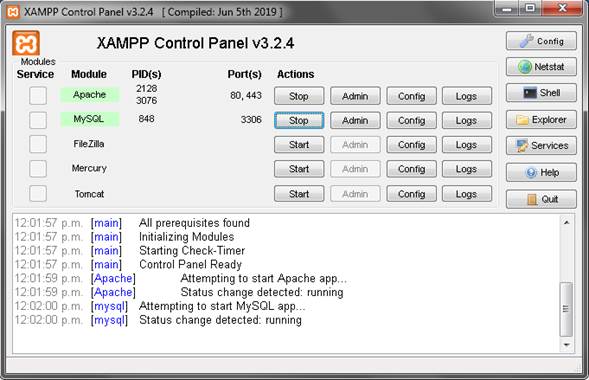 XAMPP Control Panel v3.2.4   [ Compiled: Jun 5th 2019 ]
XAMPP Control Panel v3.2.4
Config
Modules
Service Module PID(s) Port(s) Actions
Netstat
Apache 2128 3076 80, 443 Stop Admin Config Logs
Shell
MySQL 848 3306 Stop Admin Config Logs
Explorer
FileZilla Start Admin Config Logs
Services
Mercury Start Admin Config Logs
Help
Tomcat Start Admin Config Logs
Quit
12:01:57 p.m. [main] All prerequisites found
12:01:57 p.m. [main] Initializing Modules
12:01:57 p.m. [main] Starting Check-Timer
12:01:57 p.m. [main] Control Panel Ready
12:01:59 p.m. [Apache] Attempting to start Apache app...
12:01:59 p.m. [Apache] Status change detected: running
12:02:00 p.m. [mysql] Attempting to start MySQL app...
12:02:00 p.m. [mysql] Status change detected: running